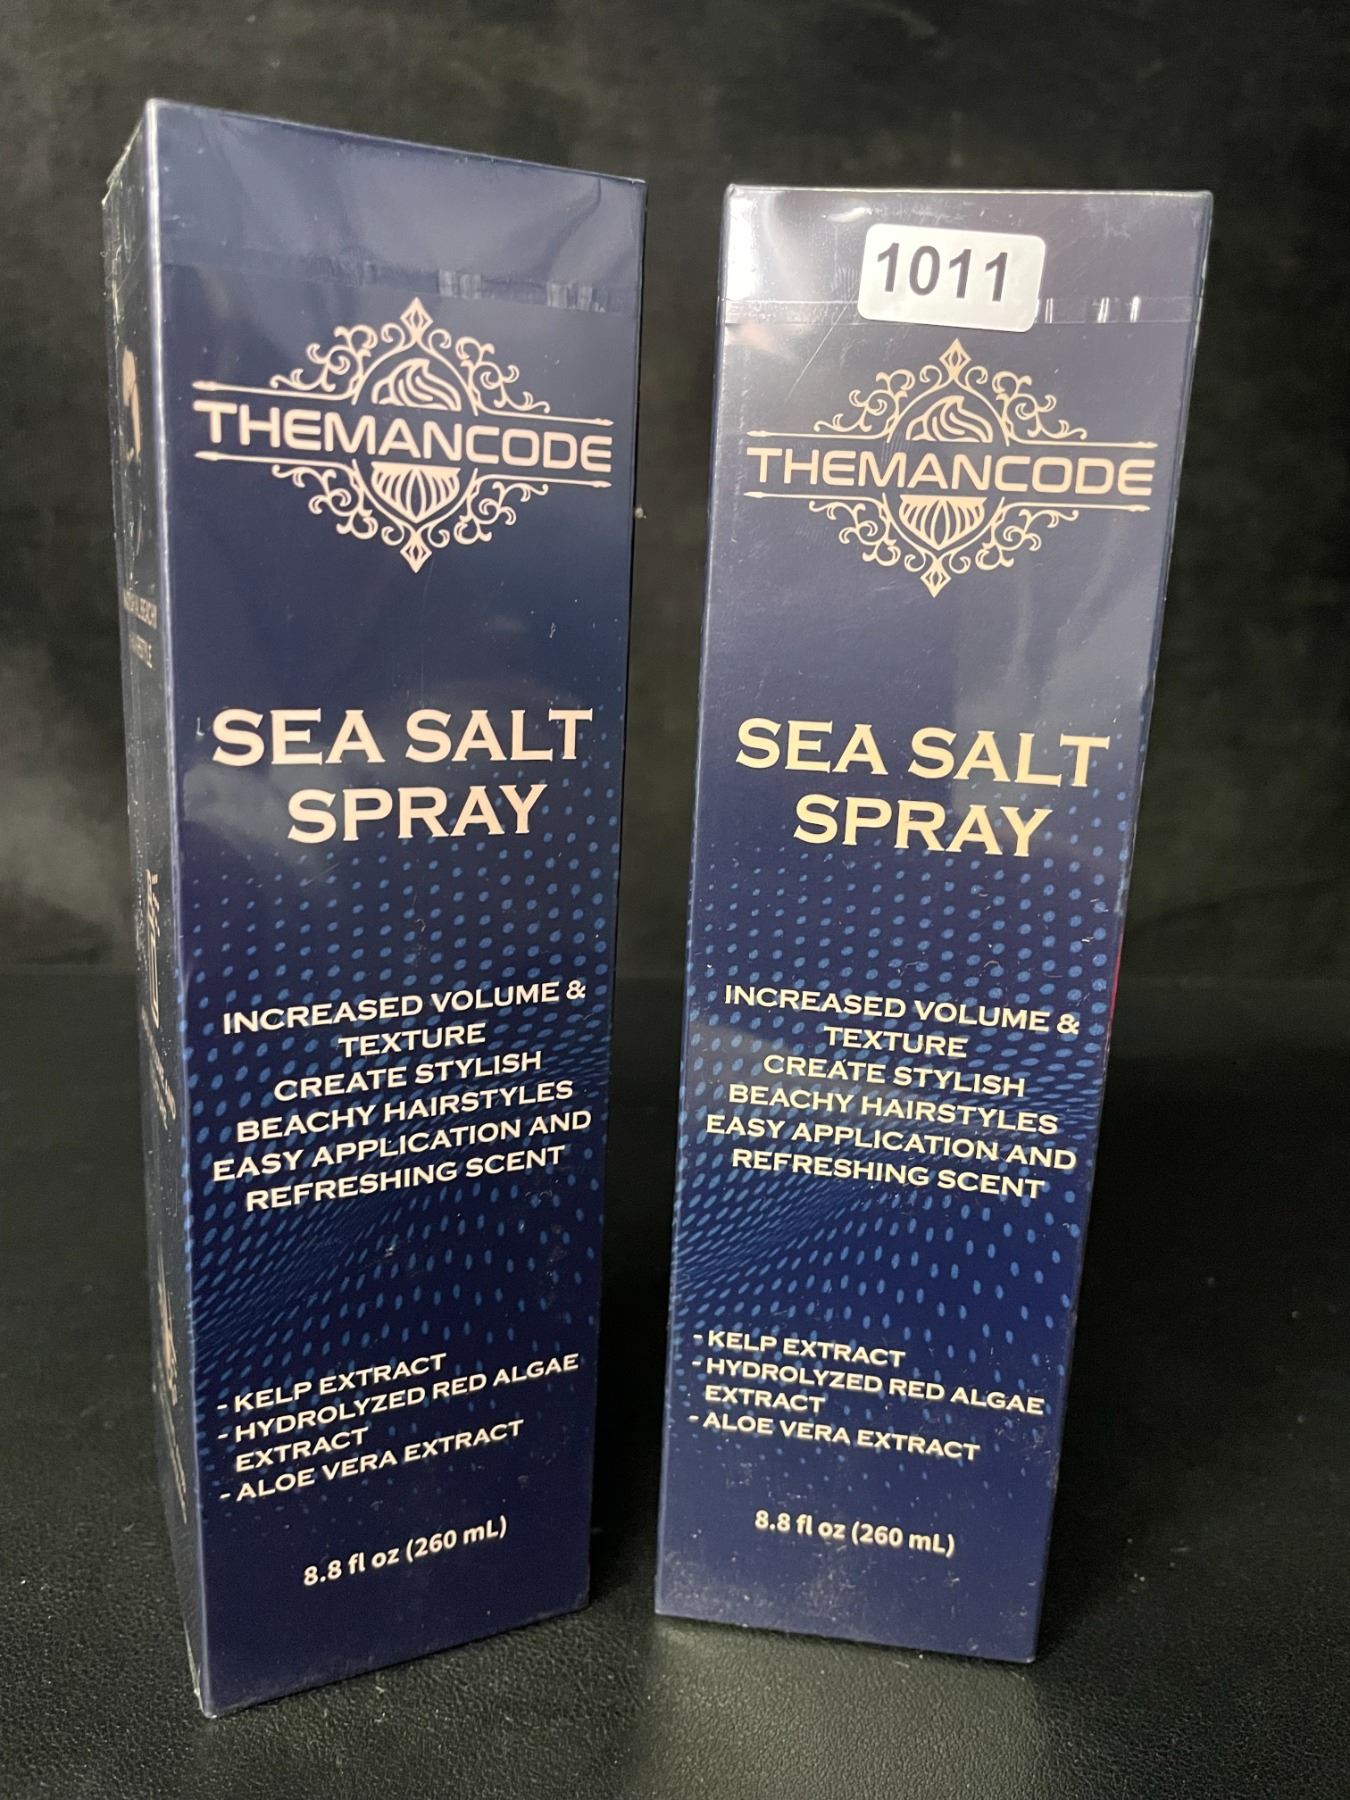 THEMANCODE
SEA SALT
SPRAY
INCREASED VOLUME &
TEXTURE
CREATE STYLISH
BEACHY HAIRSTYLES
EASY APPLICATION AND
REFRESHING SCENT
- KELP EXTRACT
- HYDROLYZED RED ALGAE
EXTRACT
- ALOE VERA EXTRACT
8.8 fl oz (260 mL)
1011
THEMANCODE
SEA SALT
SPRAY
INCREASED VOLUME &
TEXTURE
CREATE STYLISH
BEACHY HAIRSTYLES
EASY APPLICATION AND
REFRESHING SCENT
- KELP EXTRACT
- HYDROLYZED RED ALGAE
EXTRACT
- ALOE VERA EXTRACT
8.8 fl oz (260 mL)